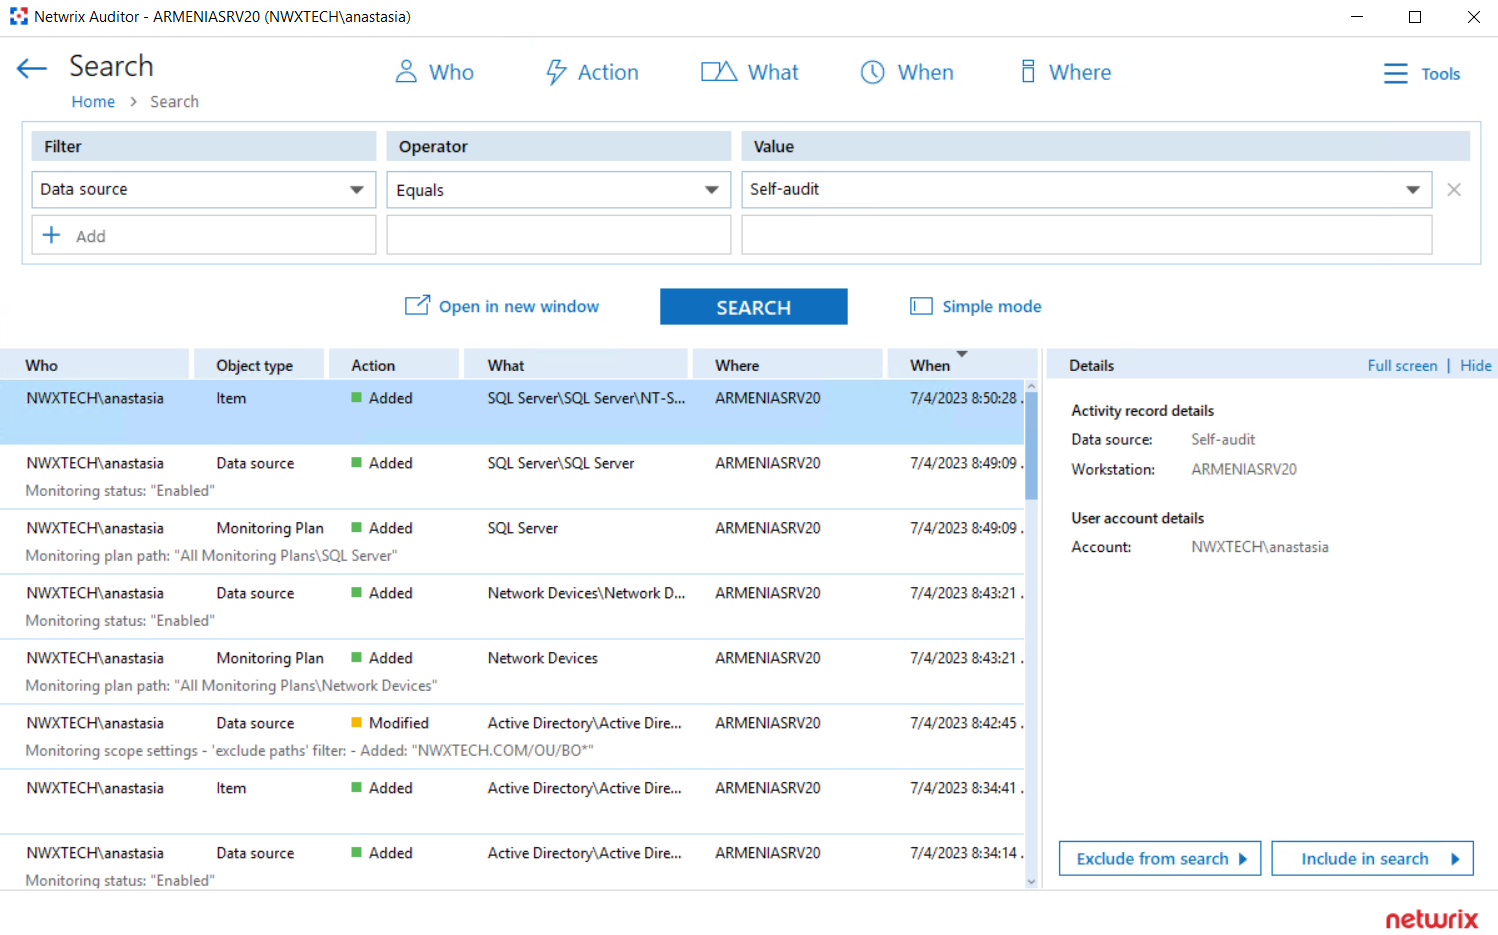 Netwrix Auditor - ARMENIASRV20 (NWXTECH\anastasia)
Search
Who Action What When Where Tools
Home > Search
Filter Operator Value
Data source Equals Self-audit
Add
Open in new window SEARCH Simple mode
Who Object type Action What Where When Details Full screen | Hide
NWXTECH\anastasia Item Added SQL Server\SQL Server\NT-S... ARMENIASRV20 7/4/2023 8:50:28 .
NWXTECH\anastasia Data source Added SQL Server\SQL Server ARMENIASRV20 7/4/2023 8:49:09 .
Monitoring status: "Enabled"
NWXTECH\anastasia Monitoring Plan Added SQL Server ARMENIASRV20 7/4/2023 8:49:09 .
Monitoring plan path: "All Monitoring Plans\SQL Server"
NWXTECH\anastasia Data source Added Network Devices\Network D... ARMENIASRV20 7/4/2023 8:43:21 .
Monitoring status: "Enabled"
NWXTECH\anastasia Monitoring Plan Added Network Devices ARMENIASRV20 7/4/2023 8:43:21 .
Monitoring plan path: "All Monitoring Plans\Network Devices"
NWXTECH\anastasia Data source Modified Active Directory\Active Dire... ARMENIASRV20 7/4/2023 8:42:45 .
Monitoring scope settings - 'exclude paths' filter: - Added: "NWXTECH.COM/OU/BO*"
NWXTECH\anastasia Item Added Active Directory\Active Dire... ARMENIASRV20 7/4/2023 8:34:41 .
NWXTECH\anastasia Data source Added Active Directory\Active Dire... ARMENIASRV20 7/4/2023 8:34:14 .
Monitoring status: "Enabled"
Activity record details
Data source: Self-audit
Workstation: ARMENIASRV20
User account details
Account: NWXTECH\anastasia
Exclude from search Include in search
netwrix